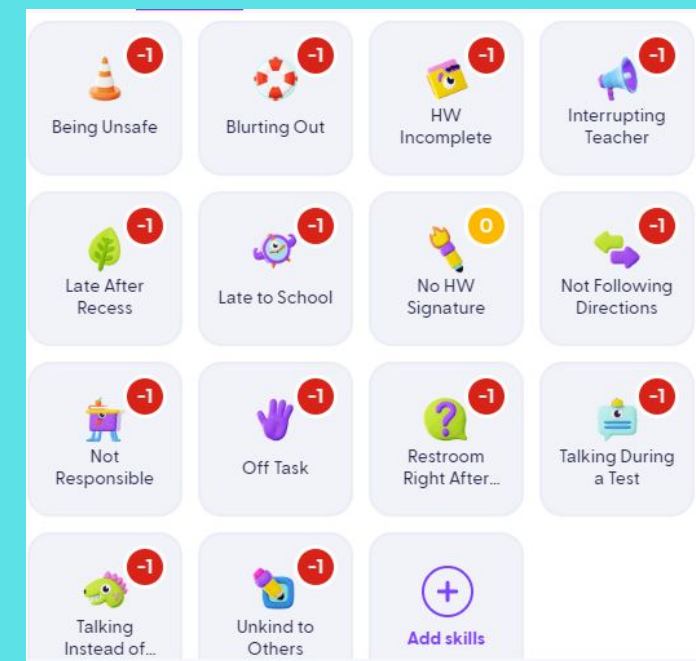 -1
Being Unsafe
-1
Blurting Out
-1
HW
Incomplete
-1
Interrupting
Teacher
-1
Late After
Recess
-1
Late to School
0
No HW
Signature
-1
Not Following
Directions
-1
Not
Responsible
-1
Off Task
-1
Restroom
Right After...
-1
Talking During
a Test
-1
Talking
Instead of...
-1
Unkind to
Others
Add skills